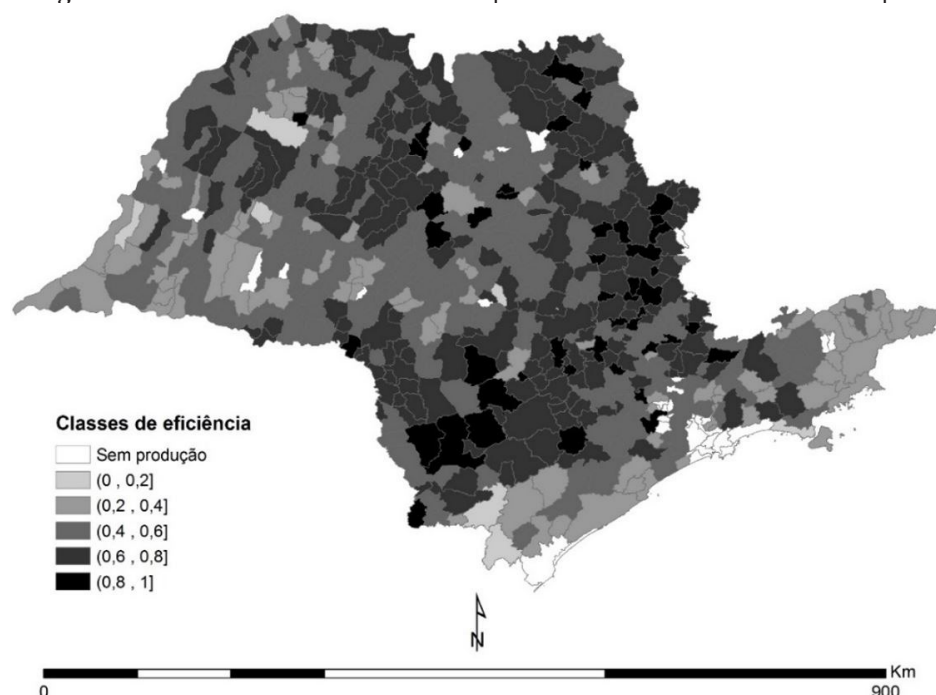 Classes de eficiência
Sem produção
(0 , 0,2]
(0,2 , 0,4]
(0,4 , 0,6]
(0,6 , 0,8]
(0,8 , 1]
N
Km
0 900